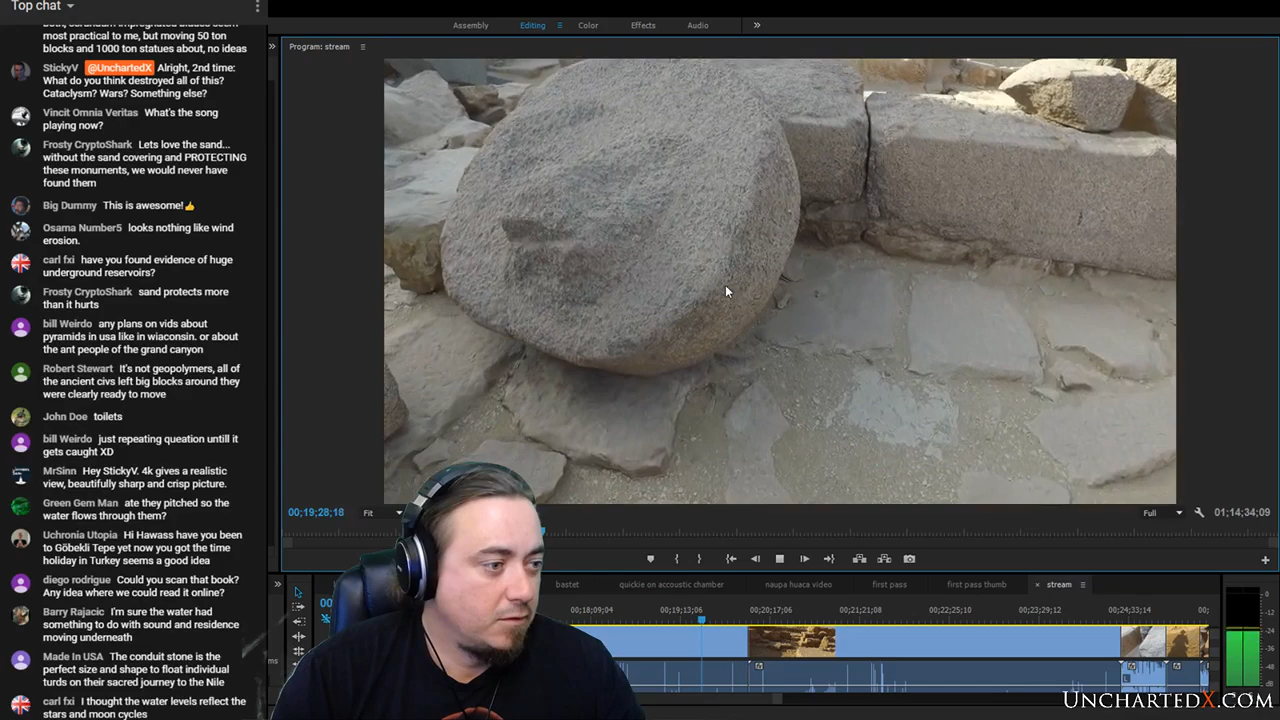 Top chat
both, corundum impregnated blades seem
most practical to me, but moving 50 ton
blocks and 1000 ton statues about, no ideas
StickyV @UnchartedX Alright, 2nd time:
What do you think destroyed all of this?
Cataclysm? Wars? Something else?
Vincit Omnia Veritas What's the song
playing now?
Frosty CryptoShark Lets love the sand...
without the sand covering and PROTECTING
these monuments, we would never have
found them
Big Dummy This is awesome!👍
Osama Number5 looks nothing like wind
erosion.
carl fxi have you found evidence of huge
underground reservoirs?
Frosty CryptoShark sand protects more
than it hurts
bill Weirdo any plans on vids about
pyramids in usa like in wiaconsin. or about
the ant people of the grand canyon
Robert Stewart It's not geopolymers, all of
the ancient civs left big blocks around they
were clearly ready to move
John Doe toilets
bill Weirdo just repeating queation untill it
gets caught XD
MrSinn Hey StickyV. 4k gives a realistic
view, beautifully sharp and crisp picture.
Green Gem Man ate they pitched so the
water flows through them?
Uchronia Utopia Hi Hawass have you been
to Göbekli Tepe yet now you got the time
holiday in Turkey seems a good idea
diego rodrigue Could you scan that book?
Any idea where we could read it online?
Barry Rajacic I'm sure the water had
something to do with sound and residence
moving underneath
Made In USA The conduit stone is the
perfect size and shape to float individual
turds on their sacred journey to the Nile
carl fxi I thought the water levels reflect the
stars and moon cycles
Assembly Editing Color Effects Audio
Program: stream
00;19;28;18 Fit Full 01;14;34;09
bastet quickie on accoustic chamber naupa huaca video first pass first pass thumb × stream
00;18;09;04 00;19;13;06 00;20;17;06 00;21;21;08 00;22;25;10 00;23;29;12 00;24;33;14
UNCHARTEDX.COM